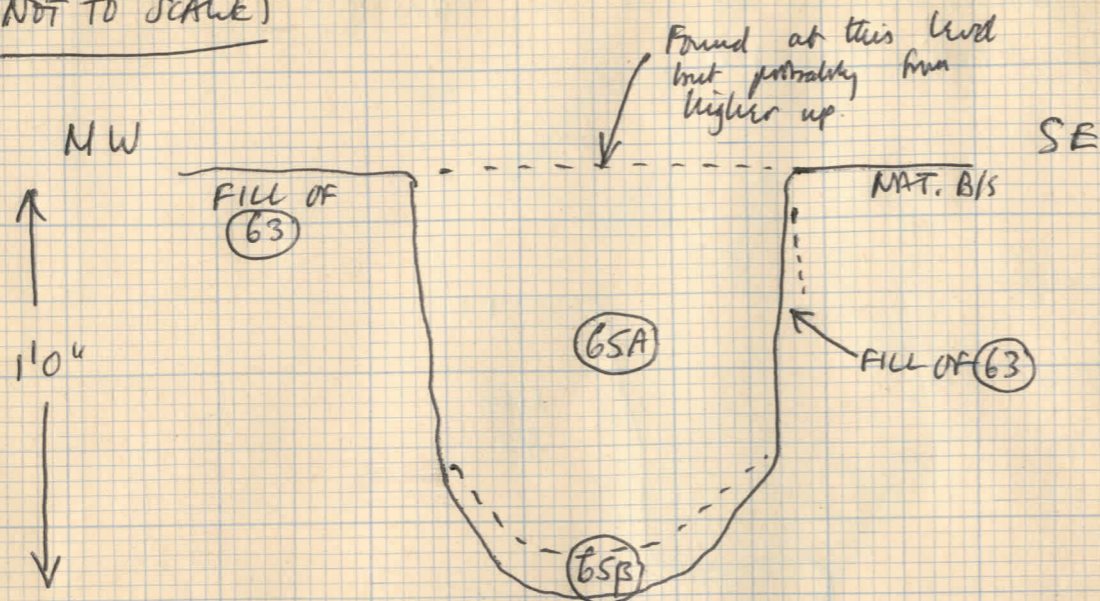 NOT TO SCALE)
Found at this level
but probably from
higher up.
NW
SE
FILL OF
63
NAT. B/S
65A
1'0"
FILL OF 63
65B